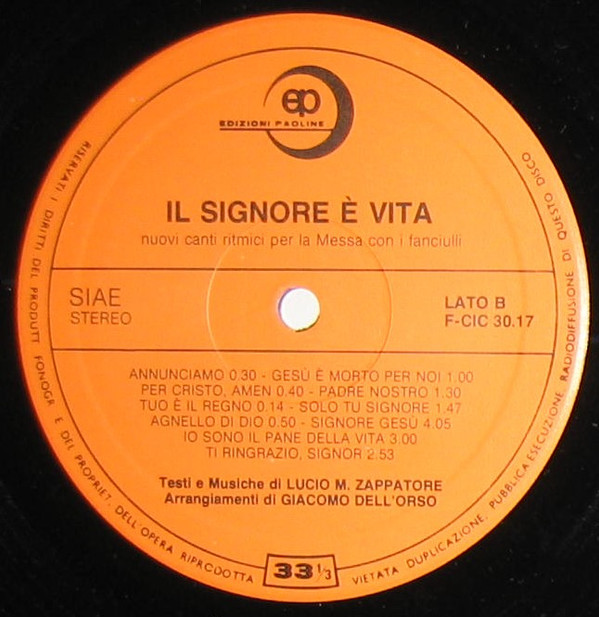 ep
EDIZIONI PAOLINE
IL SIGNORE È VITA
nuovi canti ritmici per la Messa con i fanciulli
SIAE
STEREO
LATO B
F-CIC 30.17
ANNUNCIAMO 0.30 - GESÙ È MORTO PER NOI 1.00
PER CRISTO, AMEN 0.40 - PADRE NOSTRO 1.30
TUO È IL REGNO 0.14 - SOLO TU SIGNORE 1.47
AGNELLO DI DIO 0.50 - SIGNORE GESÙ 4.05
IO SONO IL PANE DELLA VITA 3.00
TI RINGRAZIO, SIGNOR 2.53
Testi e Musiche di LUCIO M. ZAPPATORE
Arrangiamenti di GIACOMO DELL'ORSO
33 1/3
RISERVATI I DIRITTI DEL PRODUTT FONOGR E DEL PROPRIET. DELL'OPERA RIPRODOTTA
VIETATA DUPLICAZIONE, PUBBLICA ESECUZIONE RADIODIFFUSIONE DI QUESTO DISCO